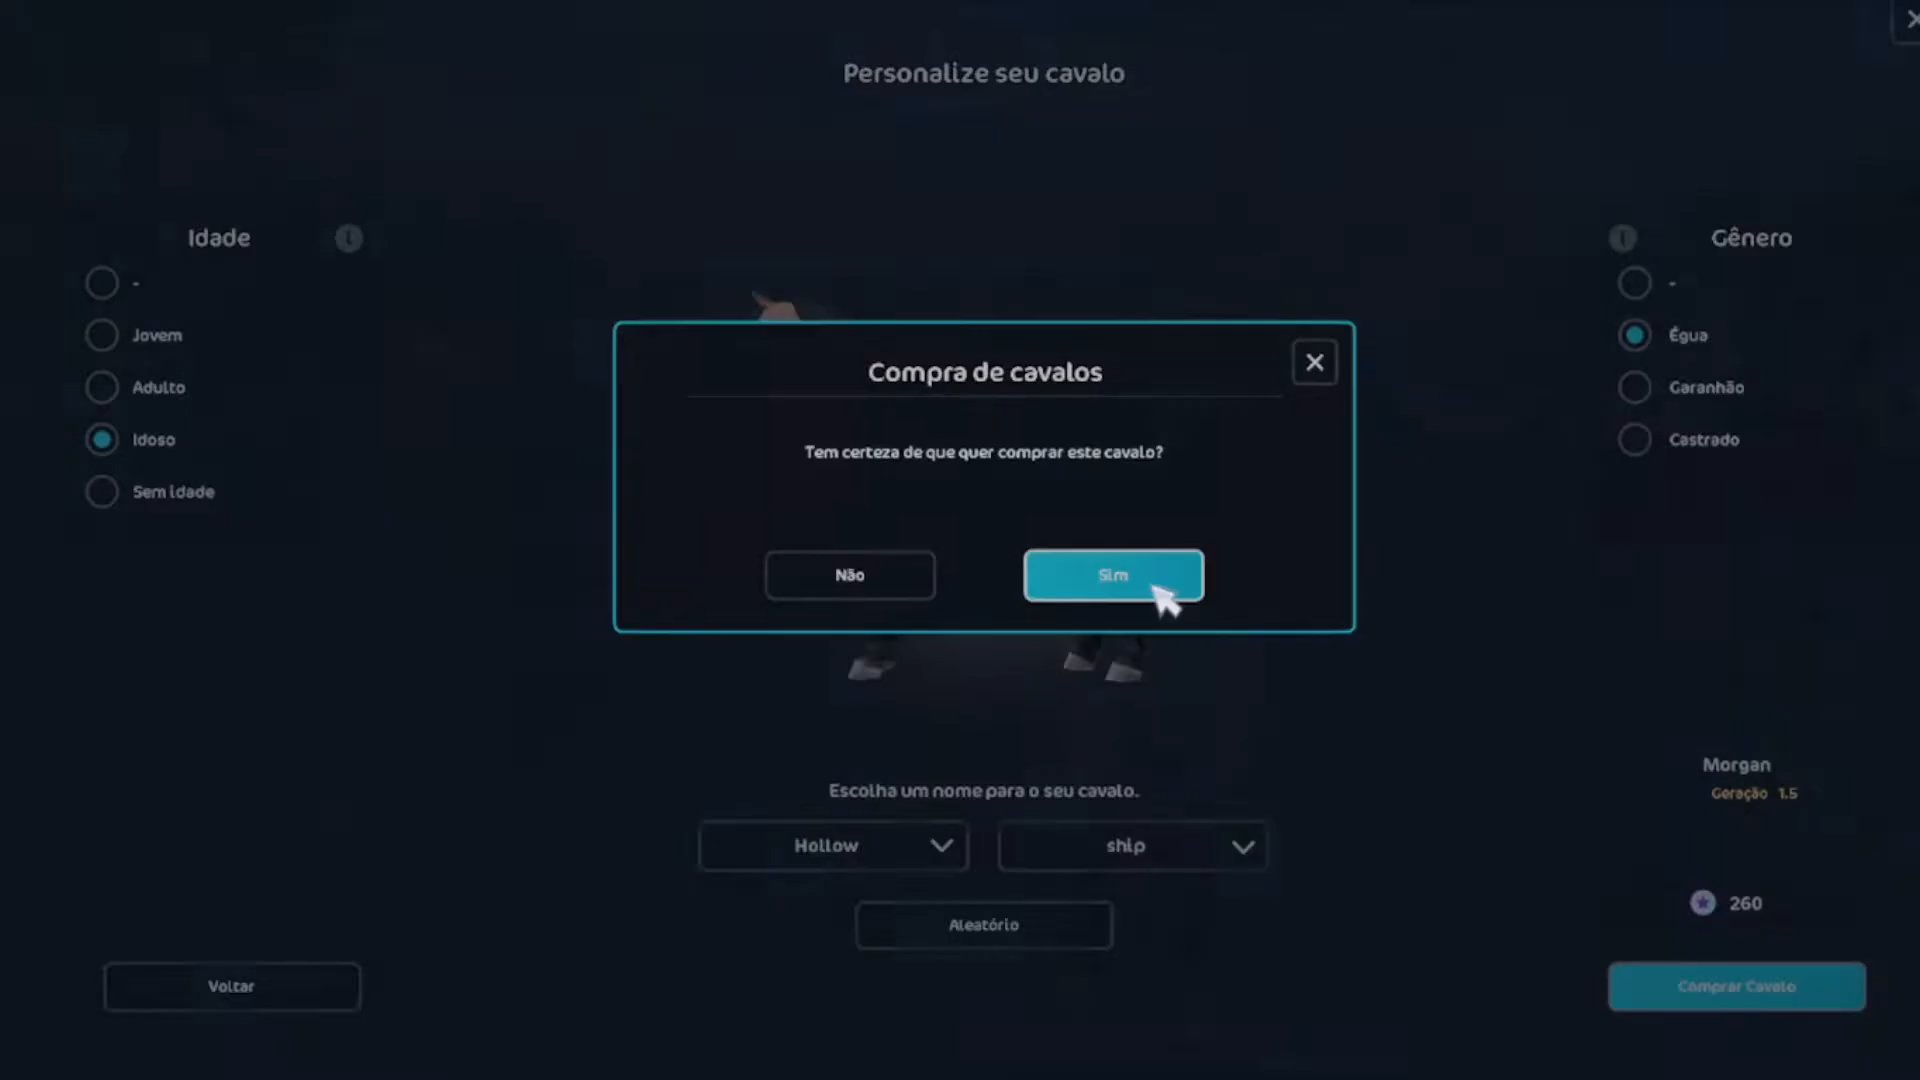 Personalize seu cavalo
Idade
-
Jovem
Adulto
Idoso
Sem Idade
Gênero
-
Égua
Garanhão
Castrado
Compra de cavalos
Tem certeza de que quer comprar este cavalo?
Não
Sim
Escolha um nome para o seu cavalo.
Hollow
ship
Aleatório
Voltar
Morgan
Geração 1.5
260
Comprar Cavalo